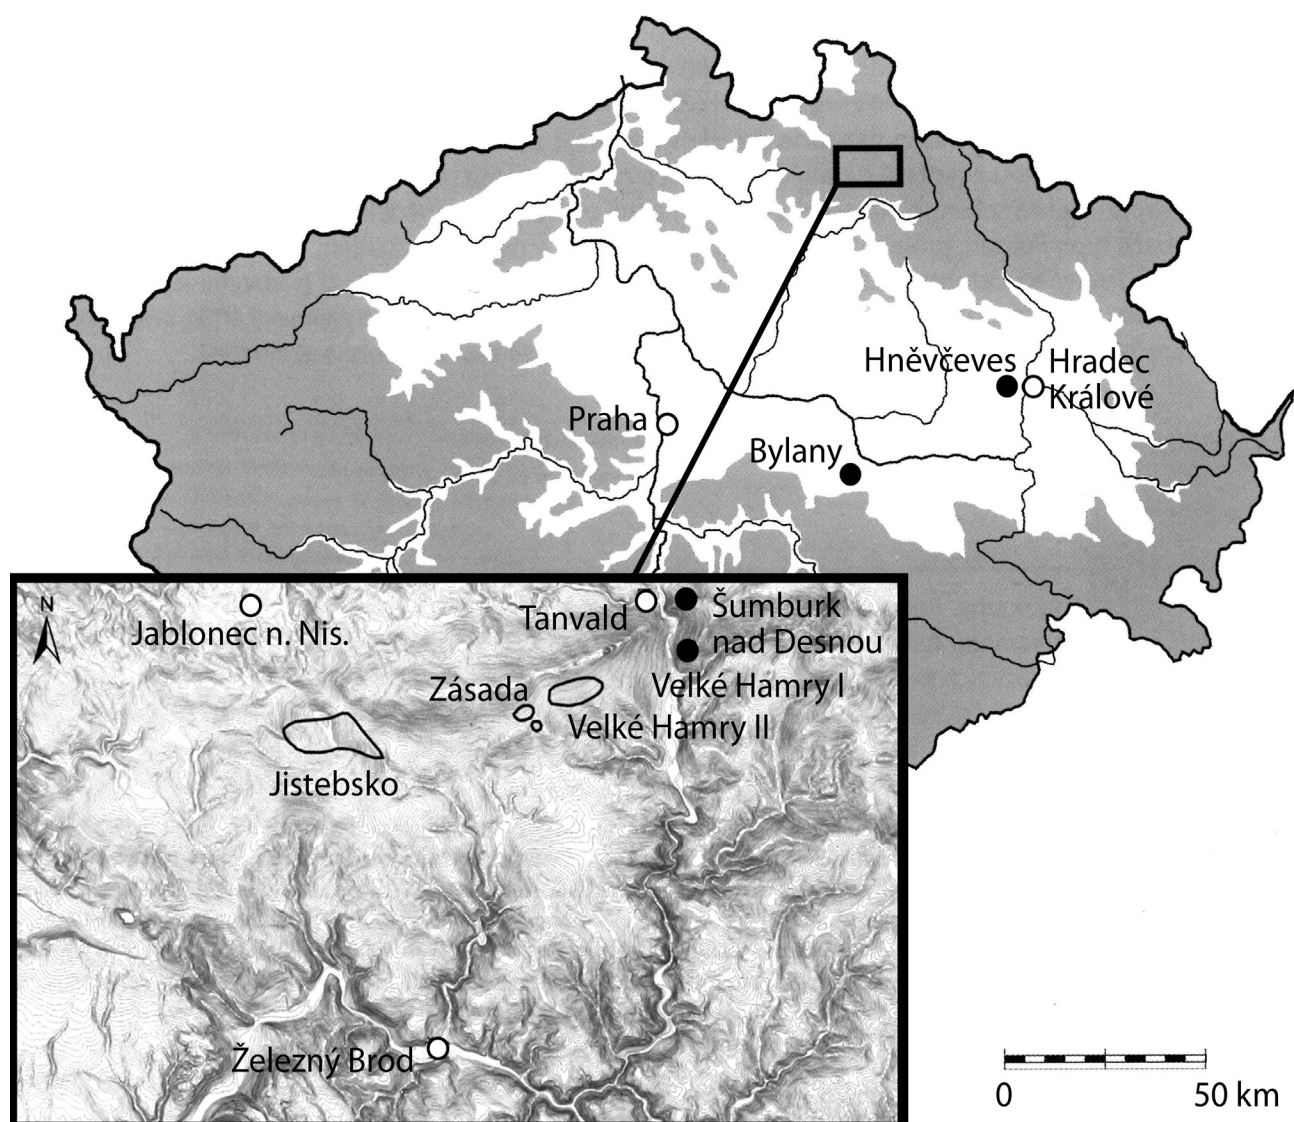 Hněvčeves
Hradec
Králové
Praha
Bylany
N
Jablonec n. Nis.
Tanvald
Šumburk
nad Desnou
Zásada
Velké Hamry I
Velké Hamry II
Jistebsko
Železný Brod
0
50 km